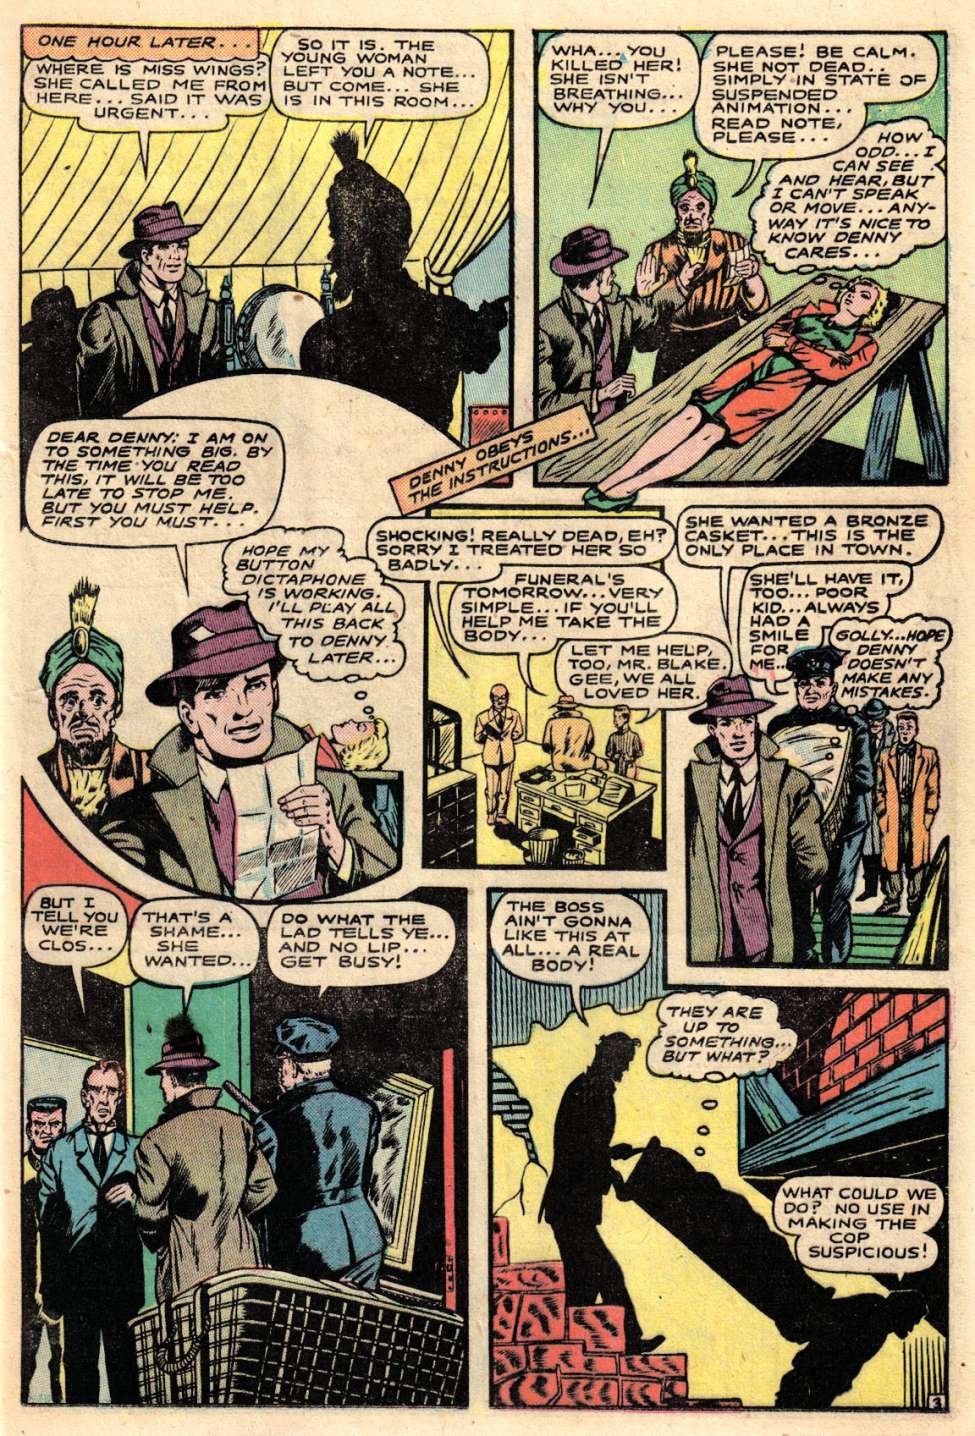 ONE HOUR LATER...
WHERE IS MISS WINGS?
SHE CALLED ME FROM
HERE... SAID IT WAS
URGENT...
SO IT IS. THE
YOUNG WOMAN
LEFT YOU A NOTE...
BUT COME... SHE
IS IN THIS ROOM...
WHA...YOU
KILLED HER!
SHE ISN'T
BREATHING...
WHY YOU...
PLEASE! BE CALM.
SHE NOT DEAD..
SIMPLY IN STATE OF
SUSPENDED
ANIMATION...
READ NOTE,
PLEASE...
HOW
ODD...I
CAN SEE
AND HEAR, BUT
I CAN'T SPEAK
OR MOVE...ANY-
WAY IT'S NICE TO
KNOW DENNY
CARES...
DEAR DENNY: I AM ON
TO SOMETHING BIG. BY
THE TIME YOU READ
THIS, IT WILL BE TOO
LATE TO STOP ME.
BUT YOU MUST HELP.
FIRST YOU MUST...
HOPE MY
BUTTON
DICTAPHONE
IS WORKING.
I'LL PLAY ALL
THIS BACK
TO DENNY
LATER...
DENNY OBEYS
THE INSTRUCTIONS...
SHOCKING! REALLY DEAD, EH?
SORRY I TREATED HER SO
BADLY...
FUNERAL'S
TOMORROW...VERY
SIMPLE...IF YOU'LL
HELP ME TAKE THE
BODY...
LET ME HELP,
TOO, MR. BLAKE.
GEE, WE ALL
LOVED HER.
SHE WANTED A BRONZE
CASKET...THIS IS THE
ONLY PLACE IN TOWN.
SHE'LL HAVE IT,
TOO... POOR
KID...ALWAYS
HAD A
SMILE
FOR
ME...
GOLLY...HOPE
DENNY
DOESN'T
MAKE ANY
MISTAKES.
BUT I
TELL YOU
WE'RE
CLOS...
THAT'S A
SHAME...
SHE
WANTED...
DO WHAT THE
LAD TELLS YE...
AND NO LIP...
GET BUSY!
THE BOSS
AIN'T GONNA
LIKE THIS AT
ALL... A REAL
BODY!
THEY ARE
UP TO
SOMETHING...
BUT WHAT?
WHAT COULD WE
DO? NO USE IN
MAKING THE
COP
SUSPICIOUS!
3